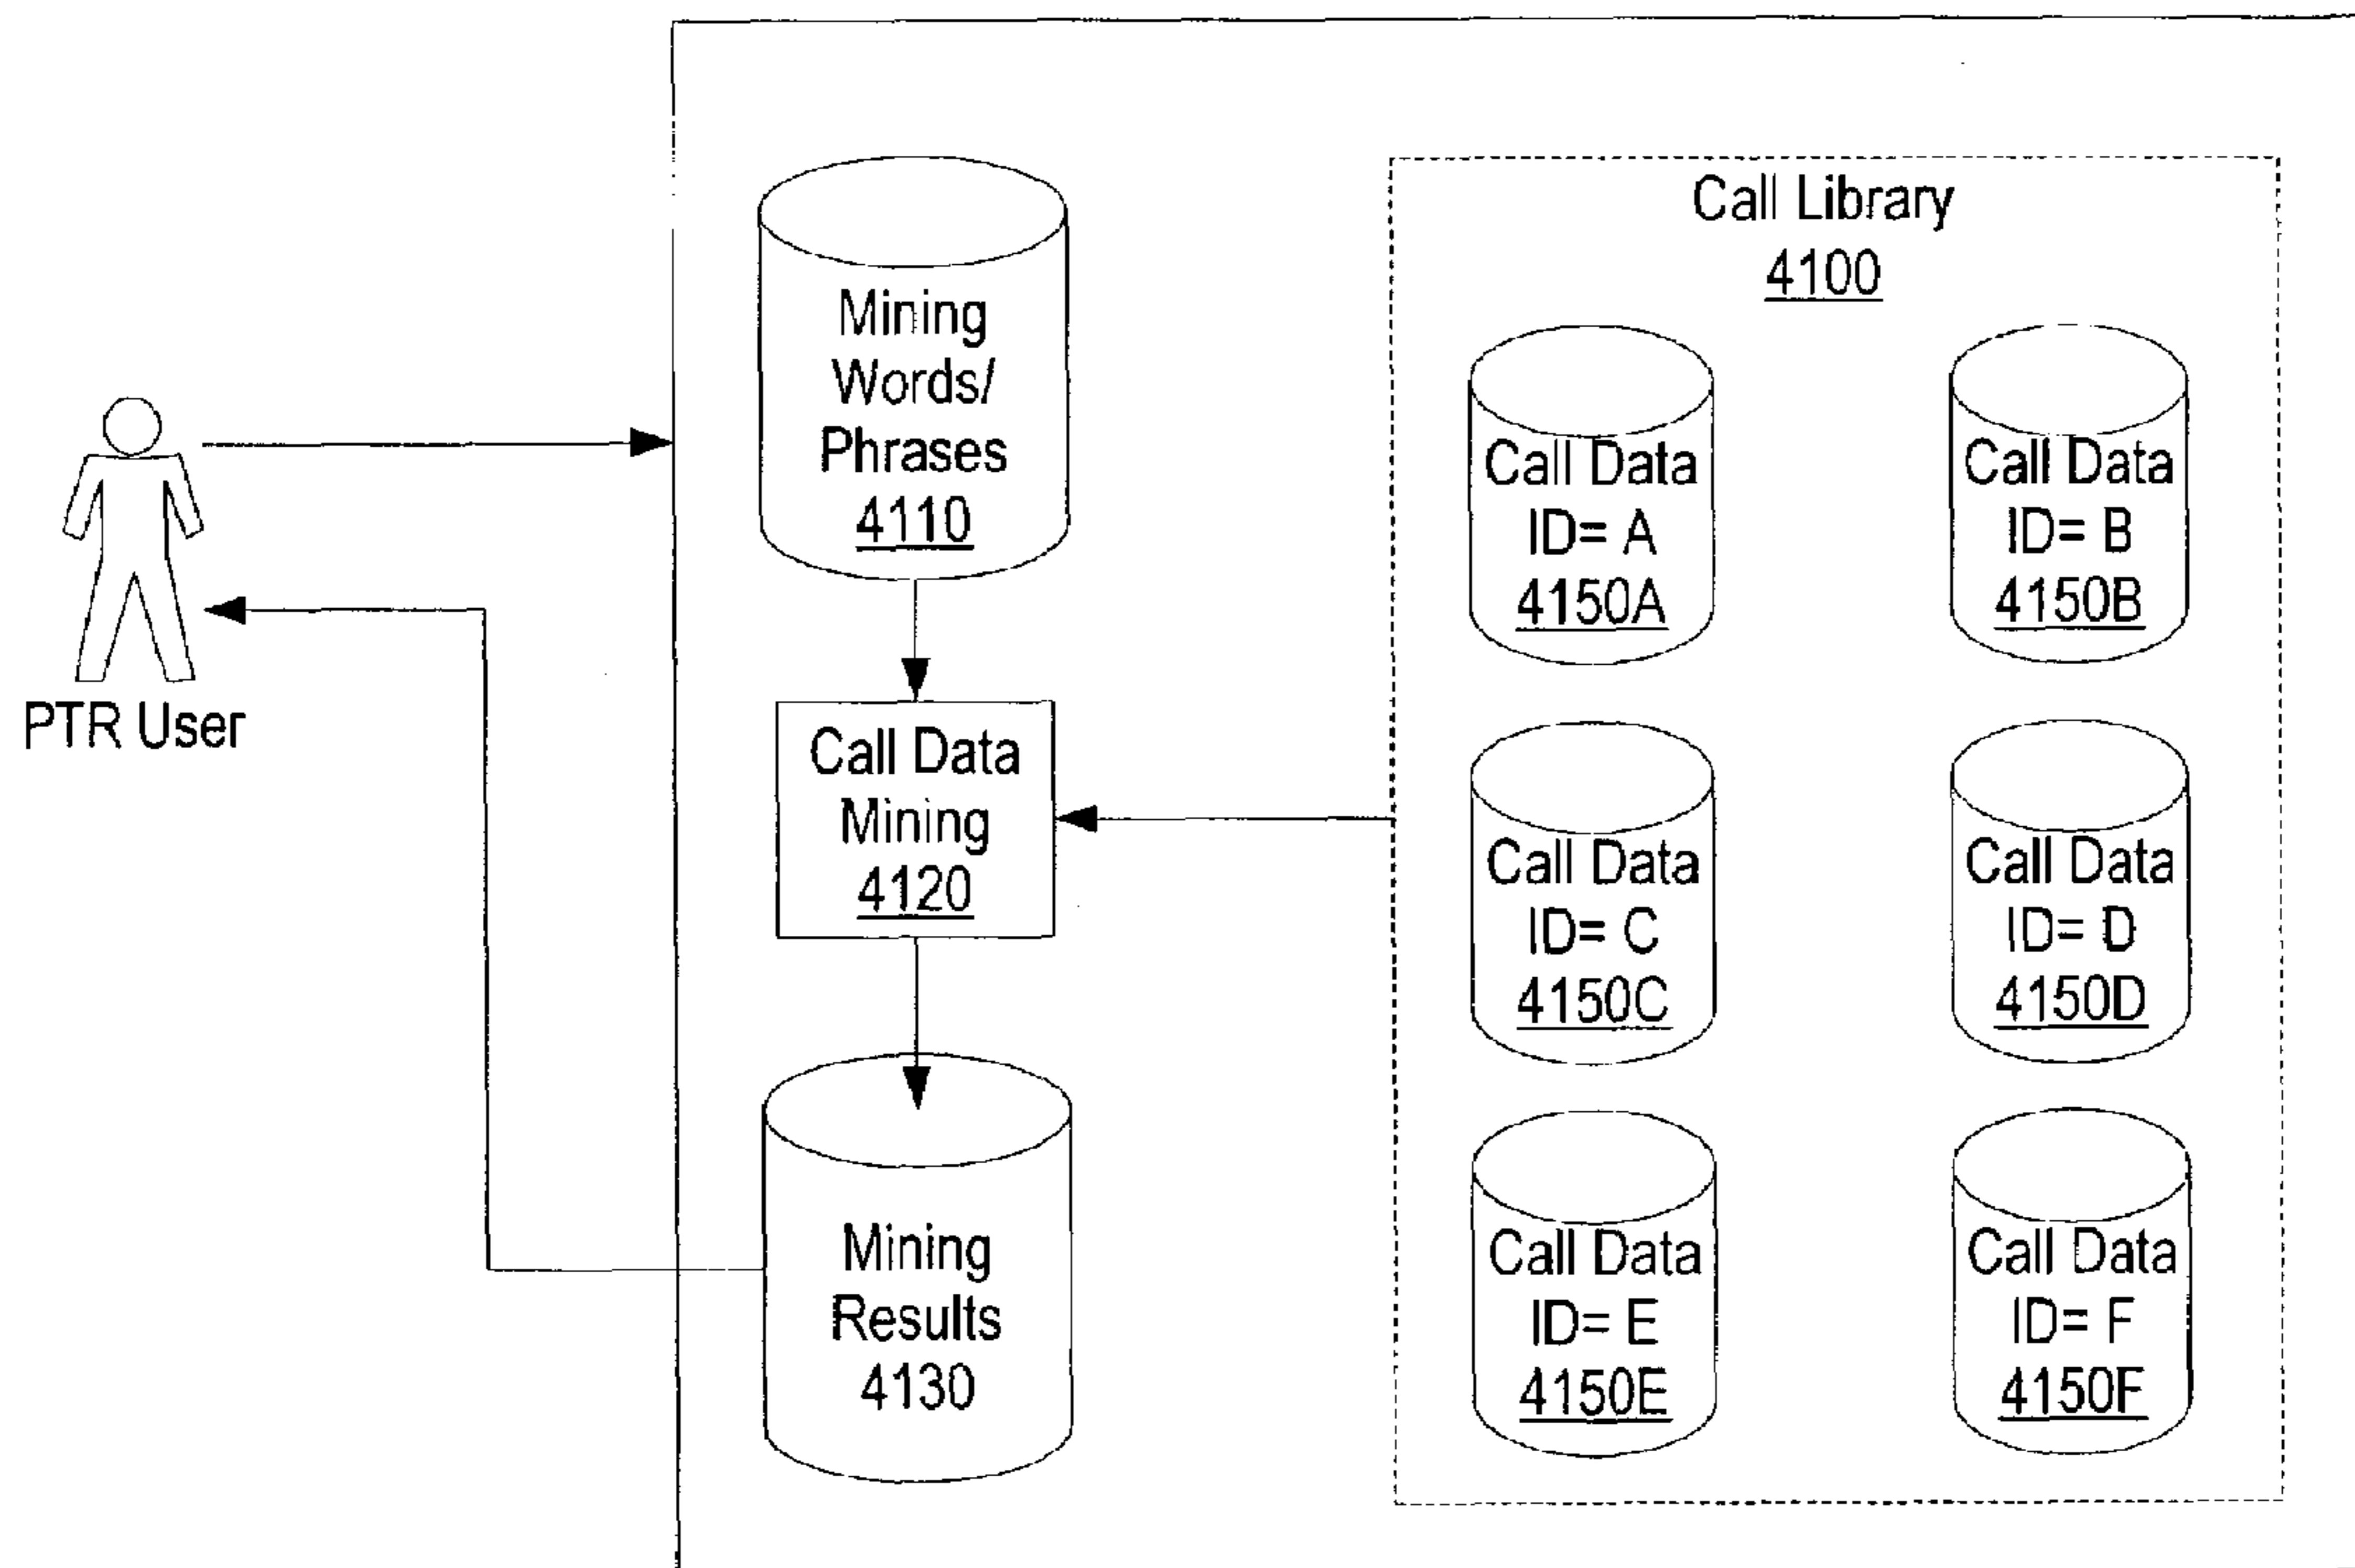 PTR User
Mining
Words/
Phrases
4110
Call Data
Mining
4120
Mining
Results
4130
Call Library
4100
Call Data
ID= A
4150A
Call Data
ID= B
4150B
Call Data
ID= C
4150C
Call Data
ID= D
4150D
Call Data
ID= E
4150E
Call Data
ID= F
4150F